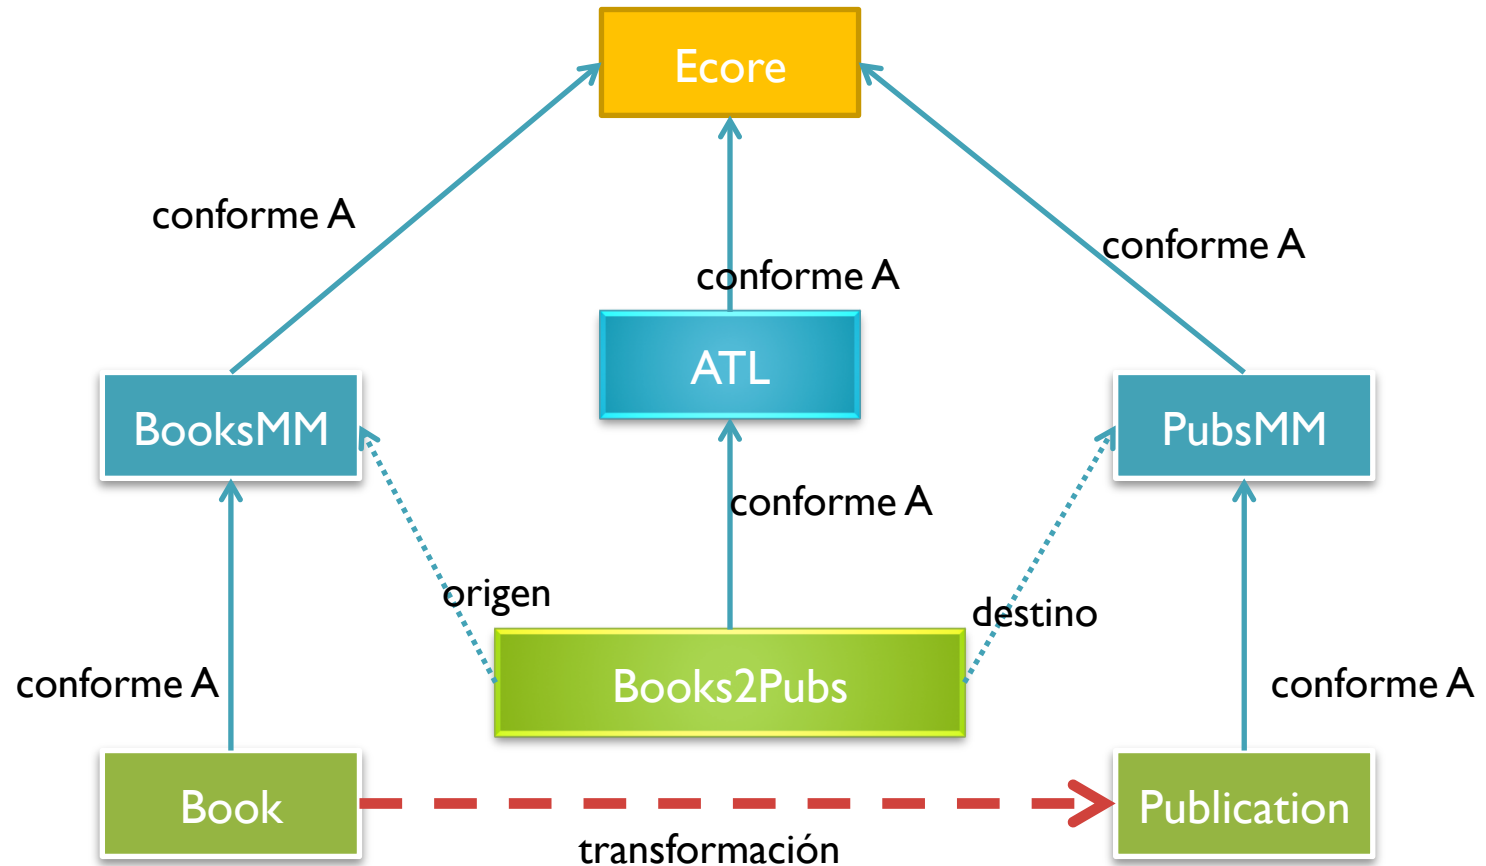 Ecore
conforme A
conforme A
conforme A
ATL
BooksMM
PubsMM
conforme A
origen
destino
conforme A
Books2Pubs
conforme A
Book
Publication
transformación